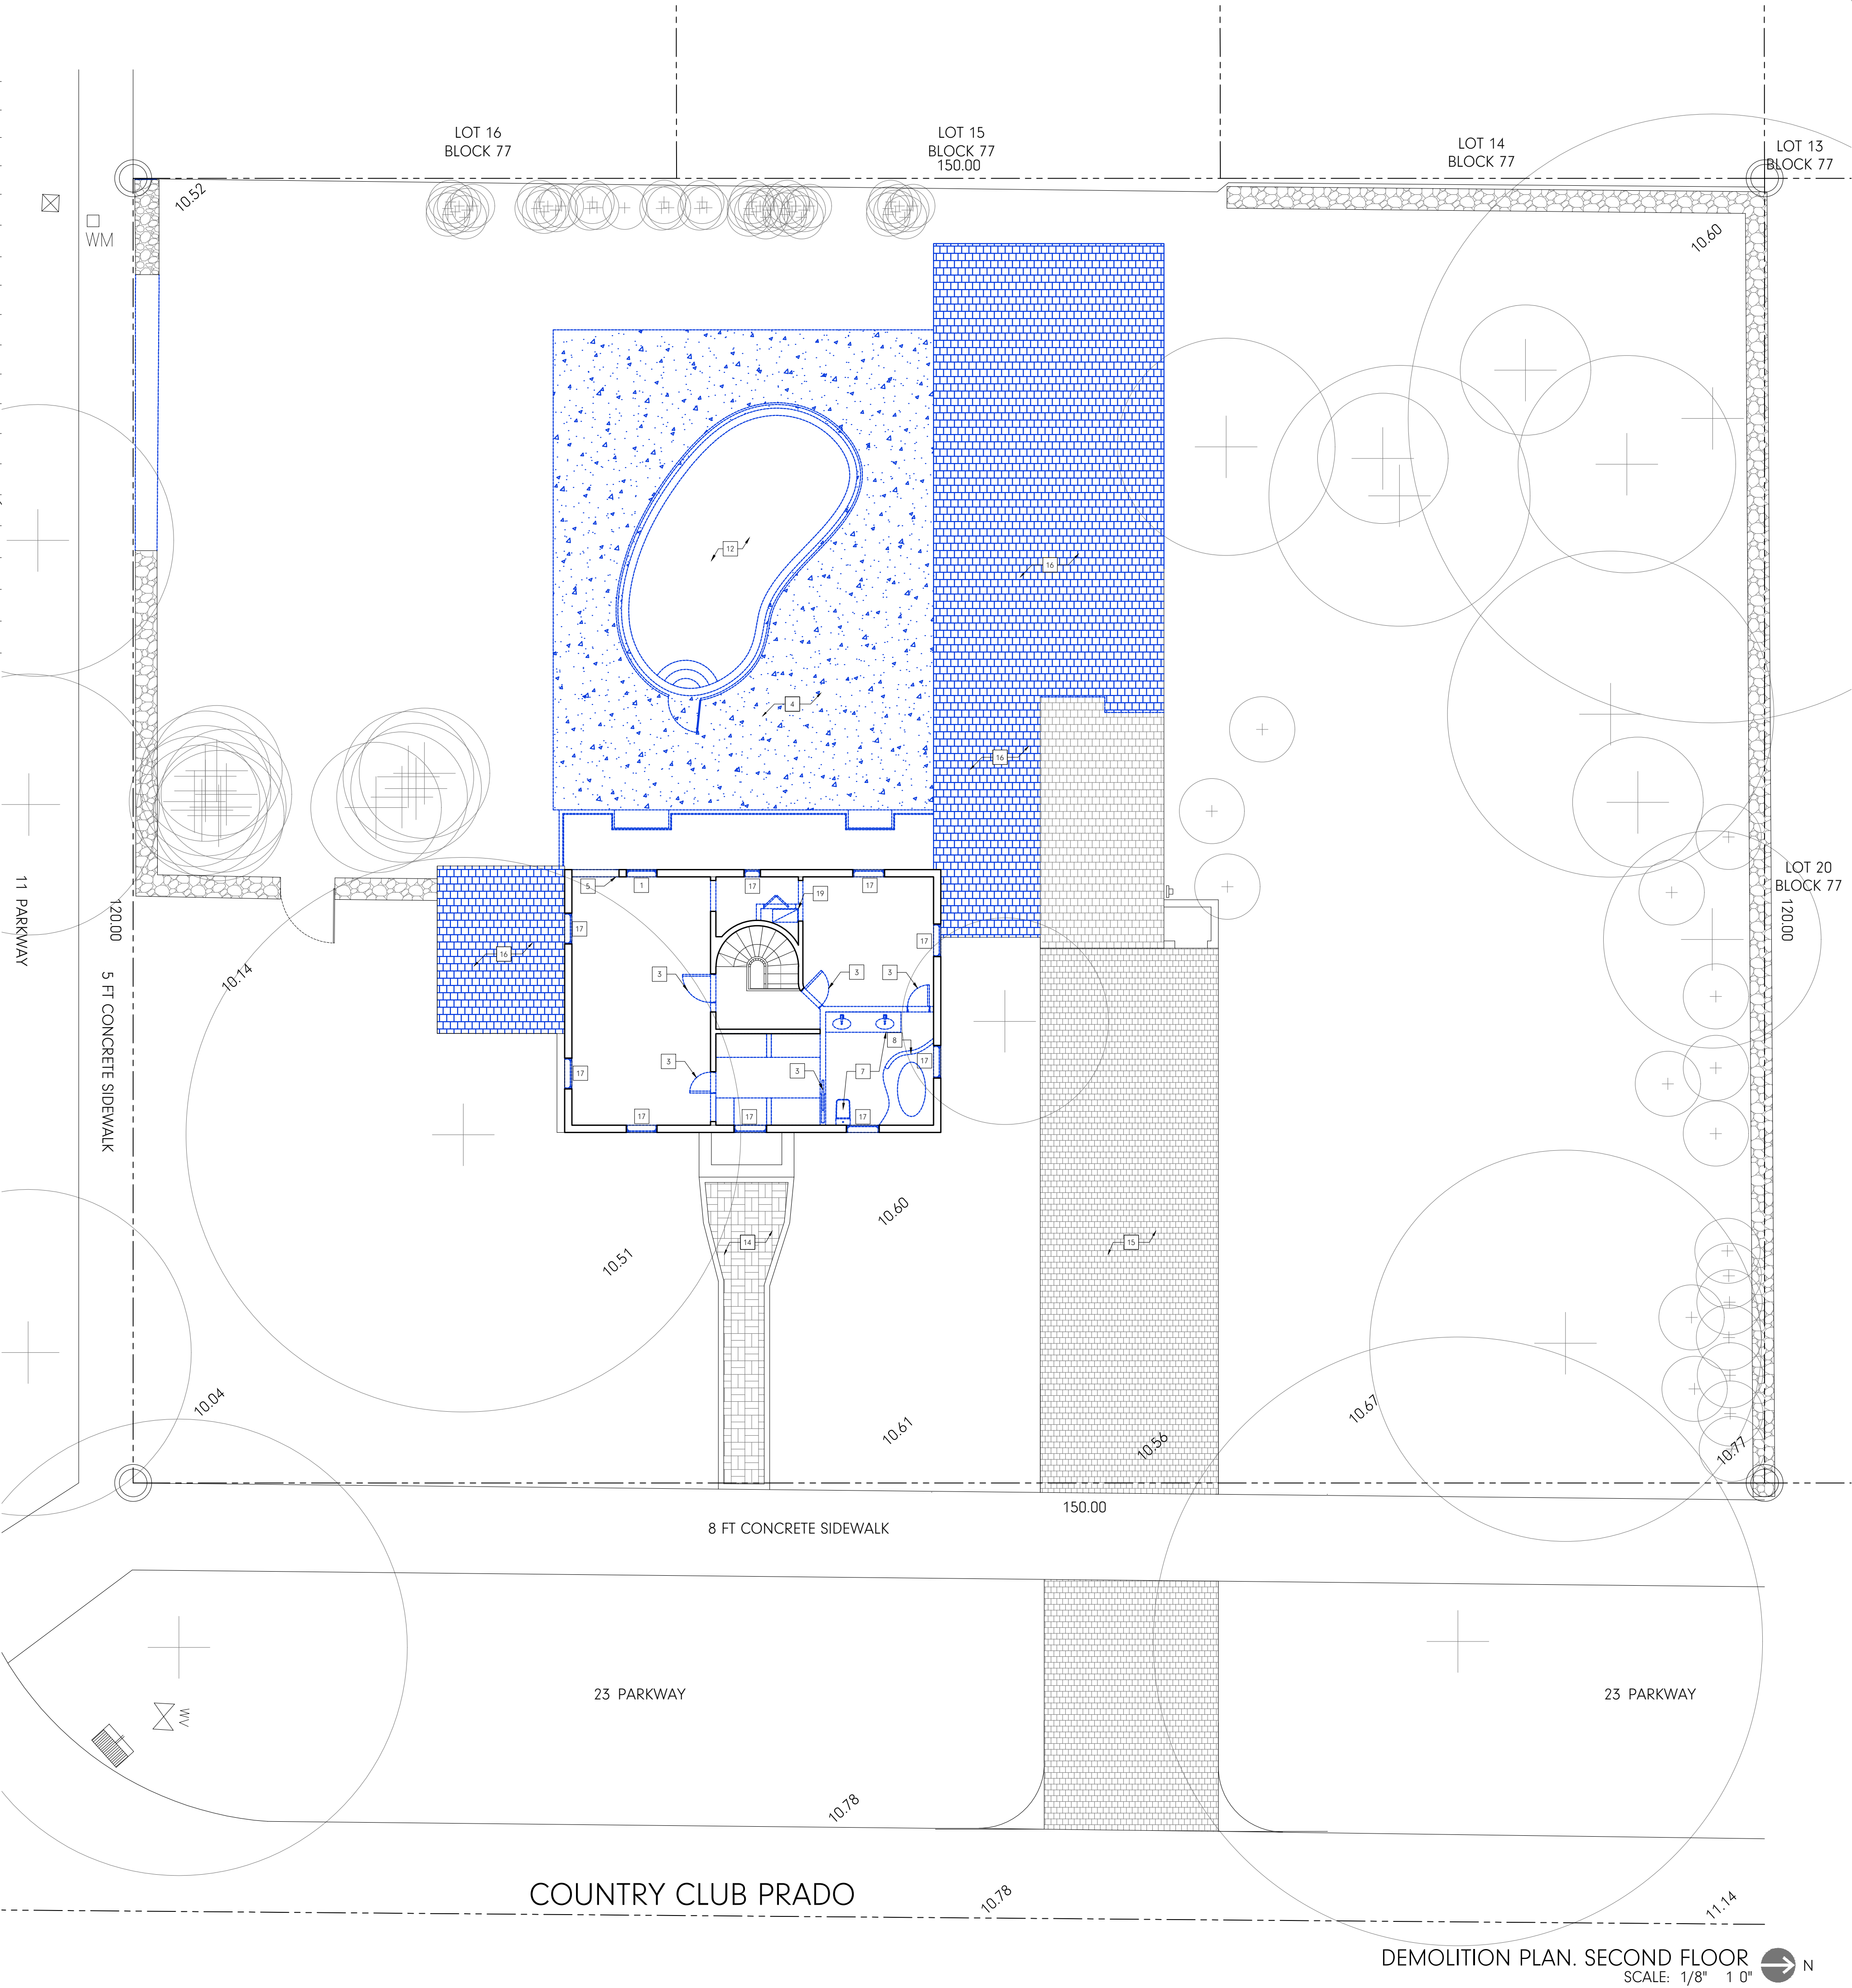 LOT 16
BLOCK 77
LOT 15
BLOCK 77
150.00
LOT 14
BLOCK 77
LOT 13
BLOCK 77
10.52
WM
10.60
12
16
4
16
LOT 20
BLOCK 77
120.00
11 PARKWAY
120.00
5 FT CONCRETE SIDEWALK
10.14
5
1
17
17
19
17
17
16
3
3
3
8
17
3
3
7
17
17
17
17
10.60
10.51
14
15
10.04
10.61
10.56
10.67
10.77
150.00
8 FT CONCRETE SIDEWALK
23 PARKWAY
23 PARKWAY
WV
10.78
COUNTRY CLUB PRADO
10.78
11.14
DEMOLITION PLAN. SECOND FLOOR
SCALE: 1/8" 1 0"
N